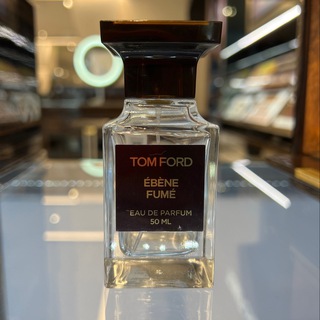 TOM FORD
ÉBÈNE
FUMÉ
EAU DE PARFUM
50 ML